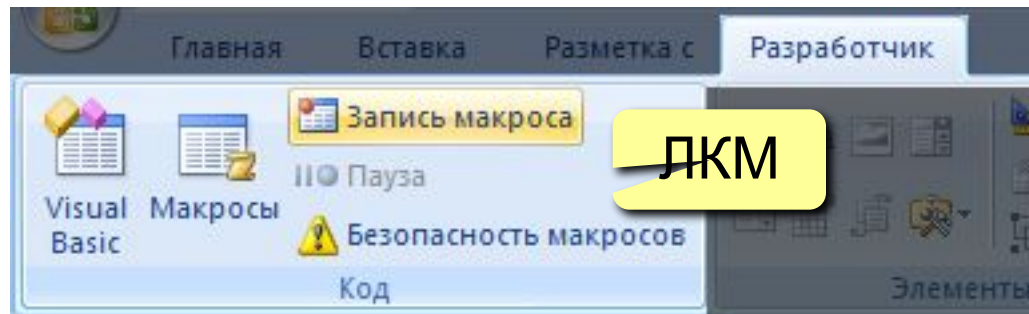 Главная Вставка Разметка с Разработчик
Запись макроса
ЛКМ
Пауза
Visual Basic
Макросы
Безопасность макросов
Код
Элементы